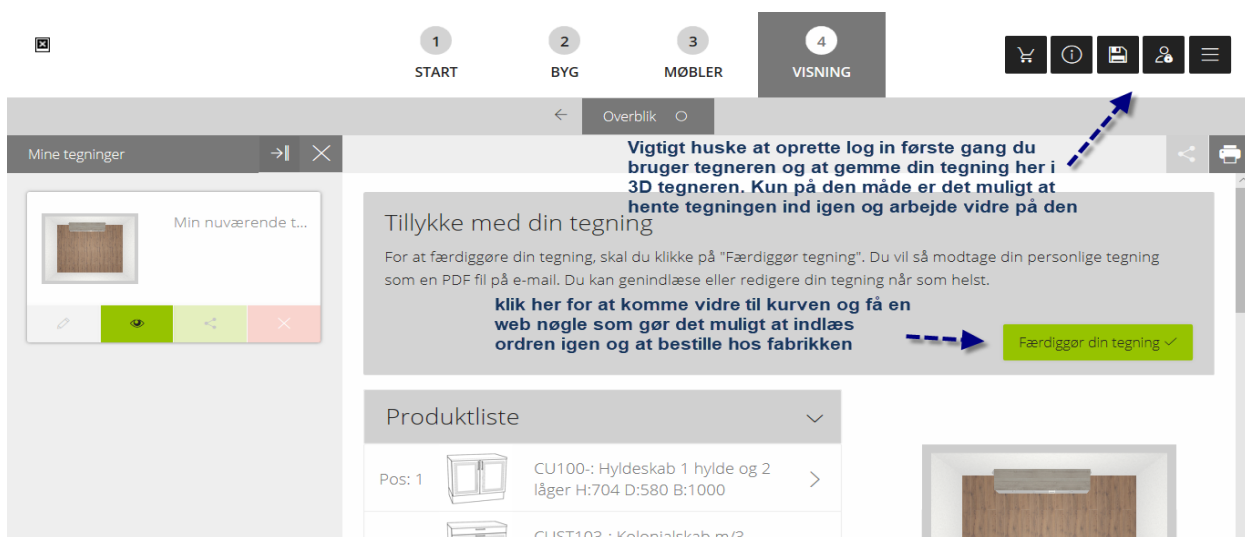 1
2
3
4
START
BYG
MØBLER
VISNING
Overblik
Mine tegninger
Vigtigt huske at oprette log in første gang du
bruger tegneren og at gemme din tegning her i
3D tegneren. Kun på den måde er det muligt at
hente tegningen ind igen og arbejde vidre på den
Min nuværende t...
Tillykke med din tegning
For at færdiggøre din tegning, skal du klikke på "Færdiggør tegning". Du vil så modtage din personlige tegning
som en PDF fil på e-mail. Du kan genindlæse eller redigere din tegning når som helst.
klik her for at komme vidre til kurven og få en
web nøgle som gør det muligt at indlæs
ordren igen og at bestille hos fabrikken
Færdiggør din tegning
Produktliste
Pos: 1
CU100-: Hyldeskab 1 hylde og 2
låger H:704 D:580 B:1000
CUST103-: Kolonialskab m/3